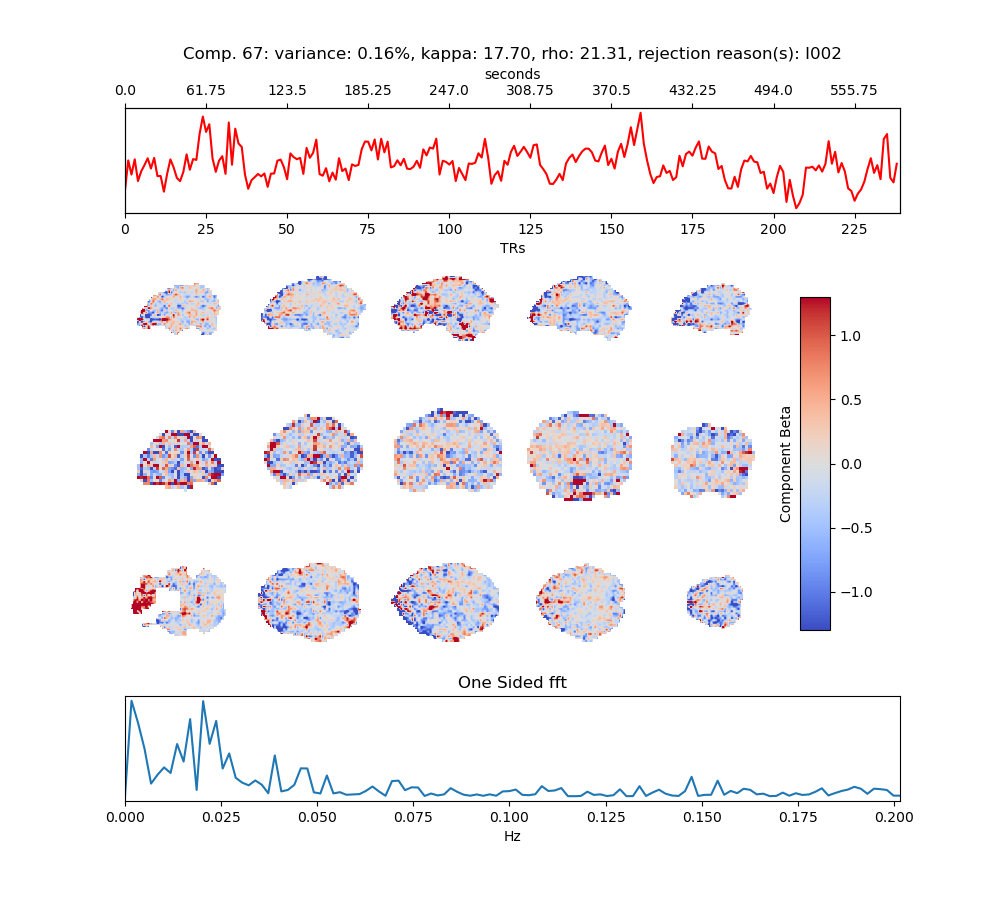 Comp. 67: variance: 0.16%, kappa: 17.70, rho: 21.31, rejection reason(s): I002
seconds
0.0 61.75 123.5 185.25 247.0 308.75 370.5 432.25 494.0 555.75
0 25 50 75 100 125 150 175 200 225
TRs
1.0
0.5
0.0
−0.5
−1.0
Component Beta
One Sided fft
0.000 0.025 0.050 0.075 0.100 0.125 0.150 0.175 0.200
Hz